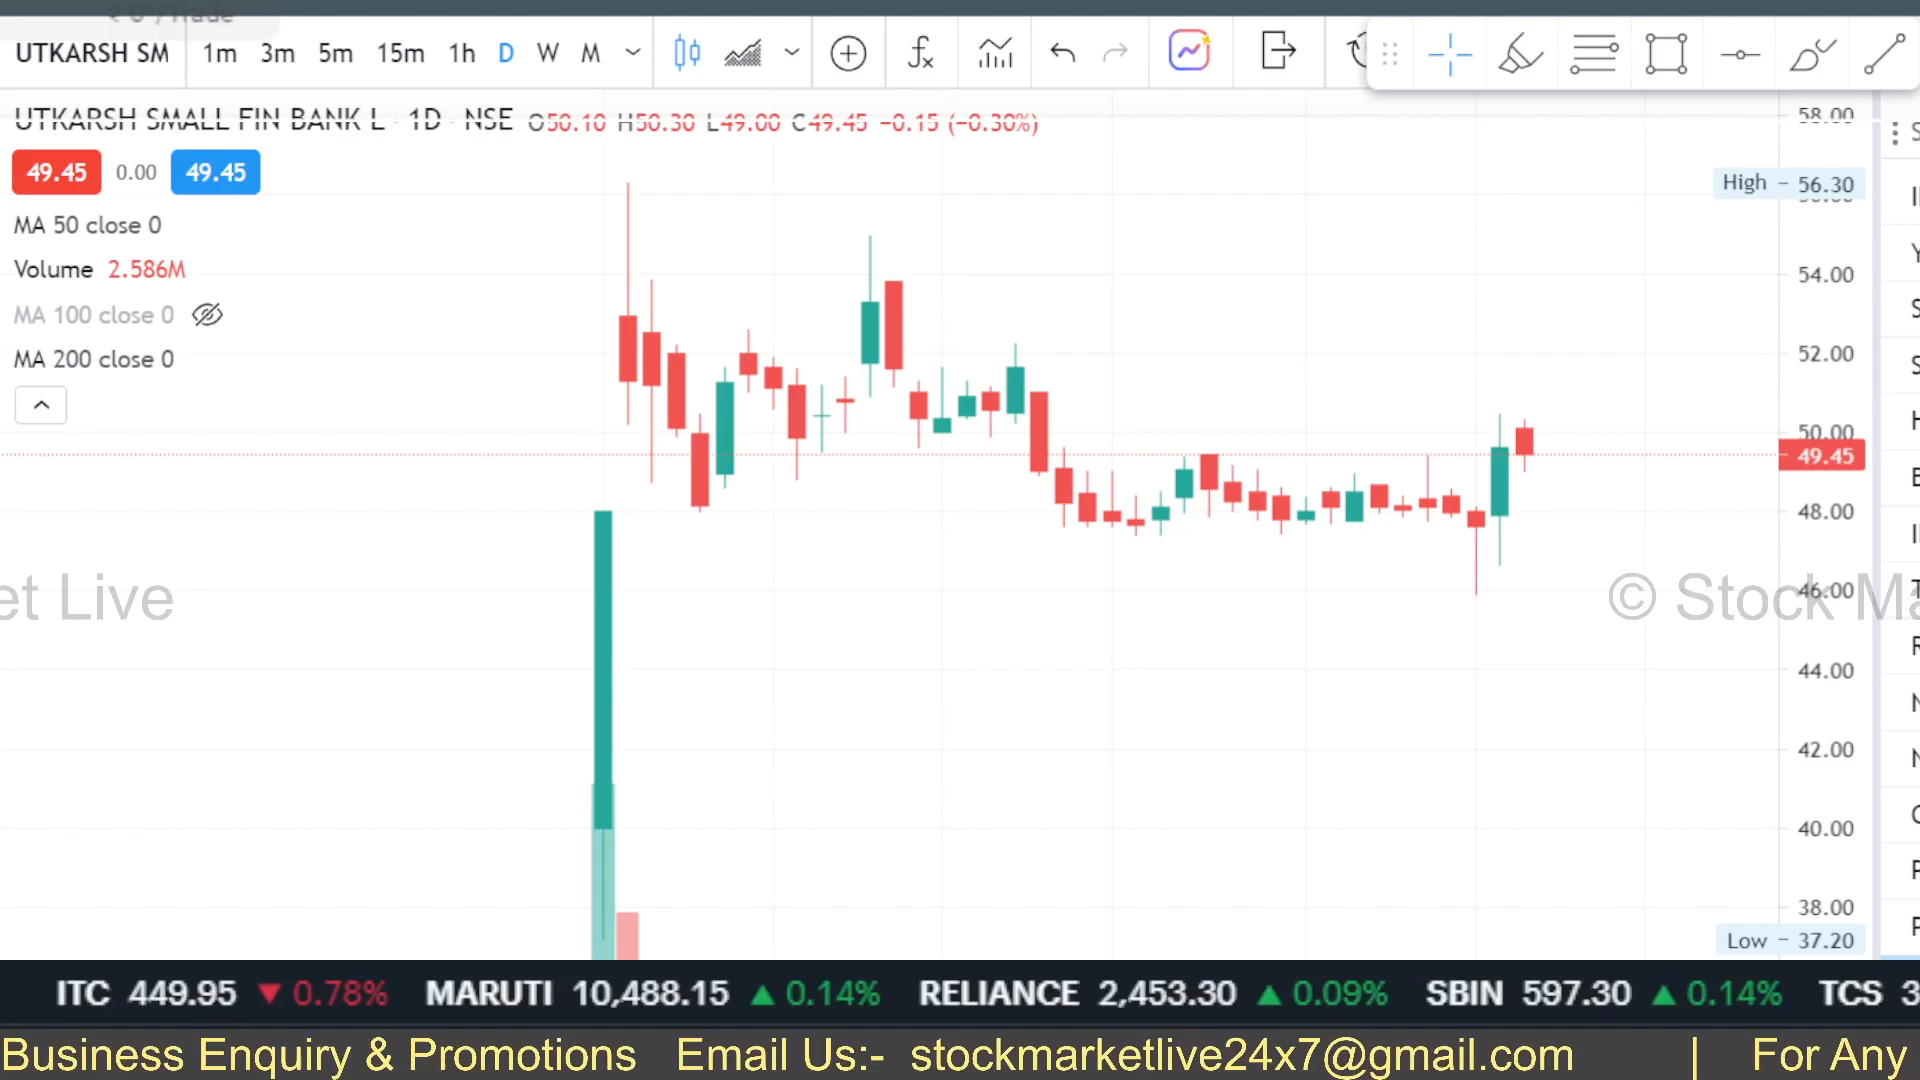 UTKARSH SM 1m 3m 5m 15m 1h D W M
UTKARSH SMALL FIN BANK L · 1D · NSE O50.10 H50.30 L49.00 C49.45 −0.15 (−0.30%)
49.45 0.00 49.45
MA 50 close 0
Volume 2.586M
MA 100 close 0
MA 200 close 0
58.00
High 56.30
54.00
52.00
50.00
49.45
48.00
46.00
44.00
42.00
40.00
38.00
Low 37.20
et Live
© Stock Ma
ITC 449.95 ▼ 0.78% MARUTI 10,488.15 ▲ 0.14% RELIANCE 2,453.30 ▲ 0.09% SBIN 597.30 ▲ 0.14% TCS 3
Business Enquiry & Promotions Email Us:- stockmarketlive24x7@gmail.com | For Any